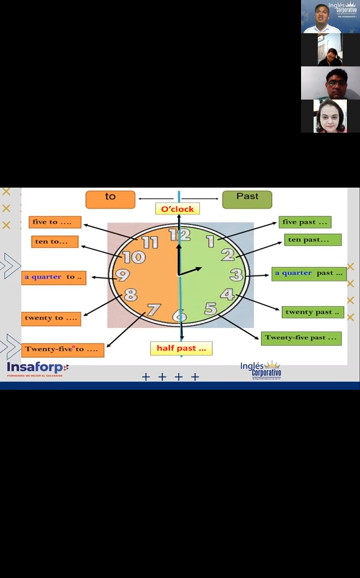 Inglés
Corporativo
to
Past
O'clock
five to ....
five past ...
ten to...
ten past...
a quarter to ..
a quarter past ...
twenty to ....
twenty past ..
Twenty-five to ....
half past ...
Twenty-five past ...
12
1
2
3
4
5
6
7
8
9
10
11
Insaforp
Inglés
Corporativo